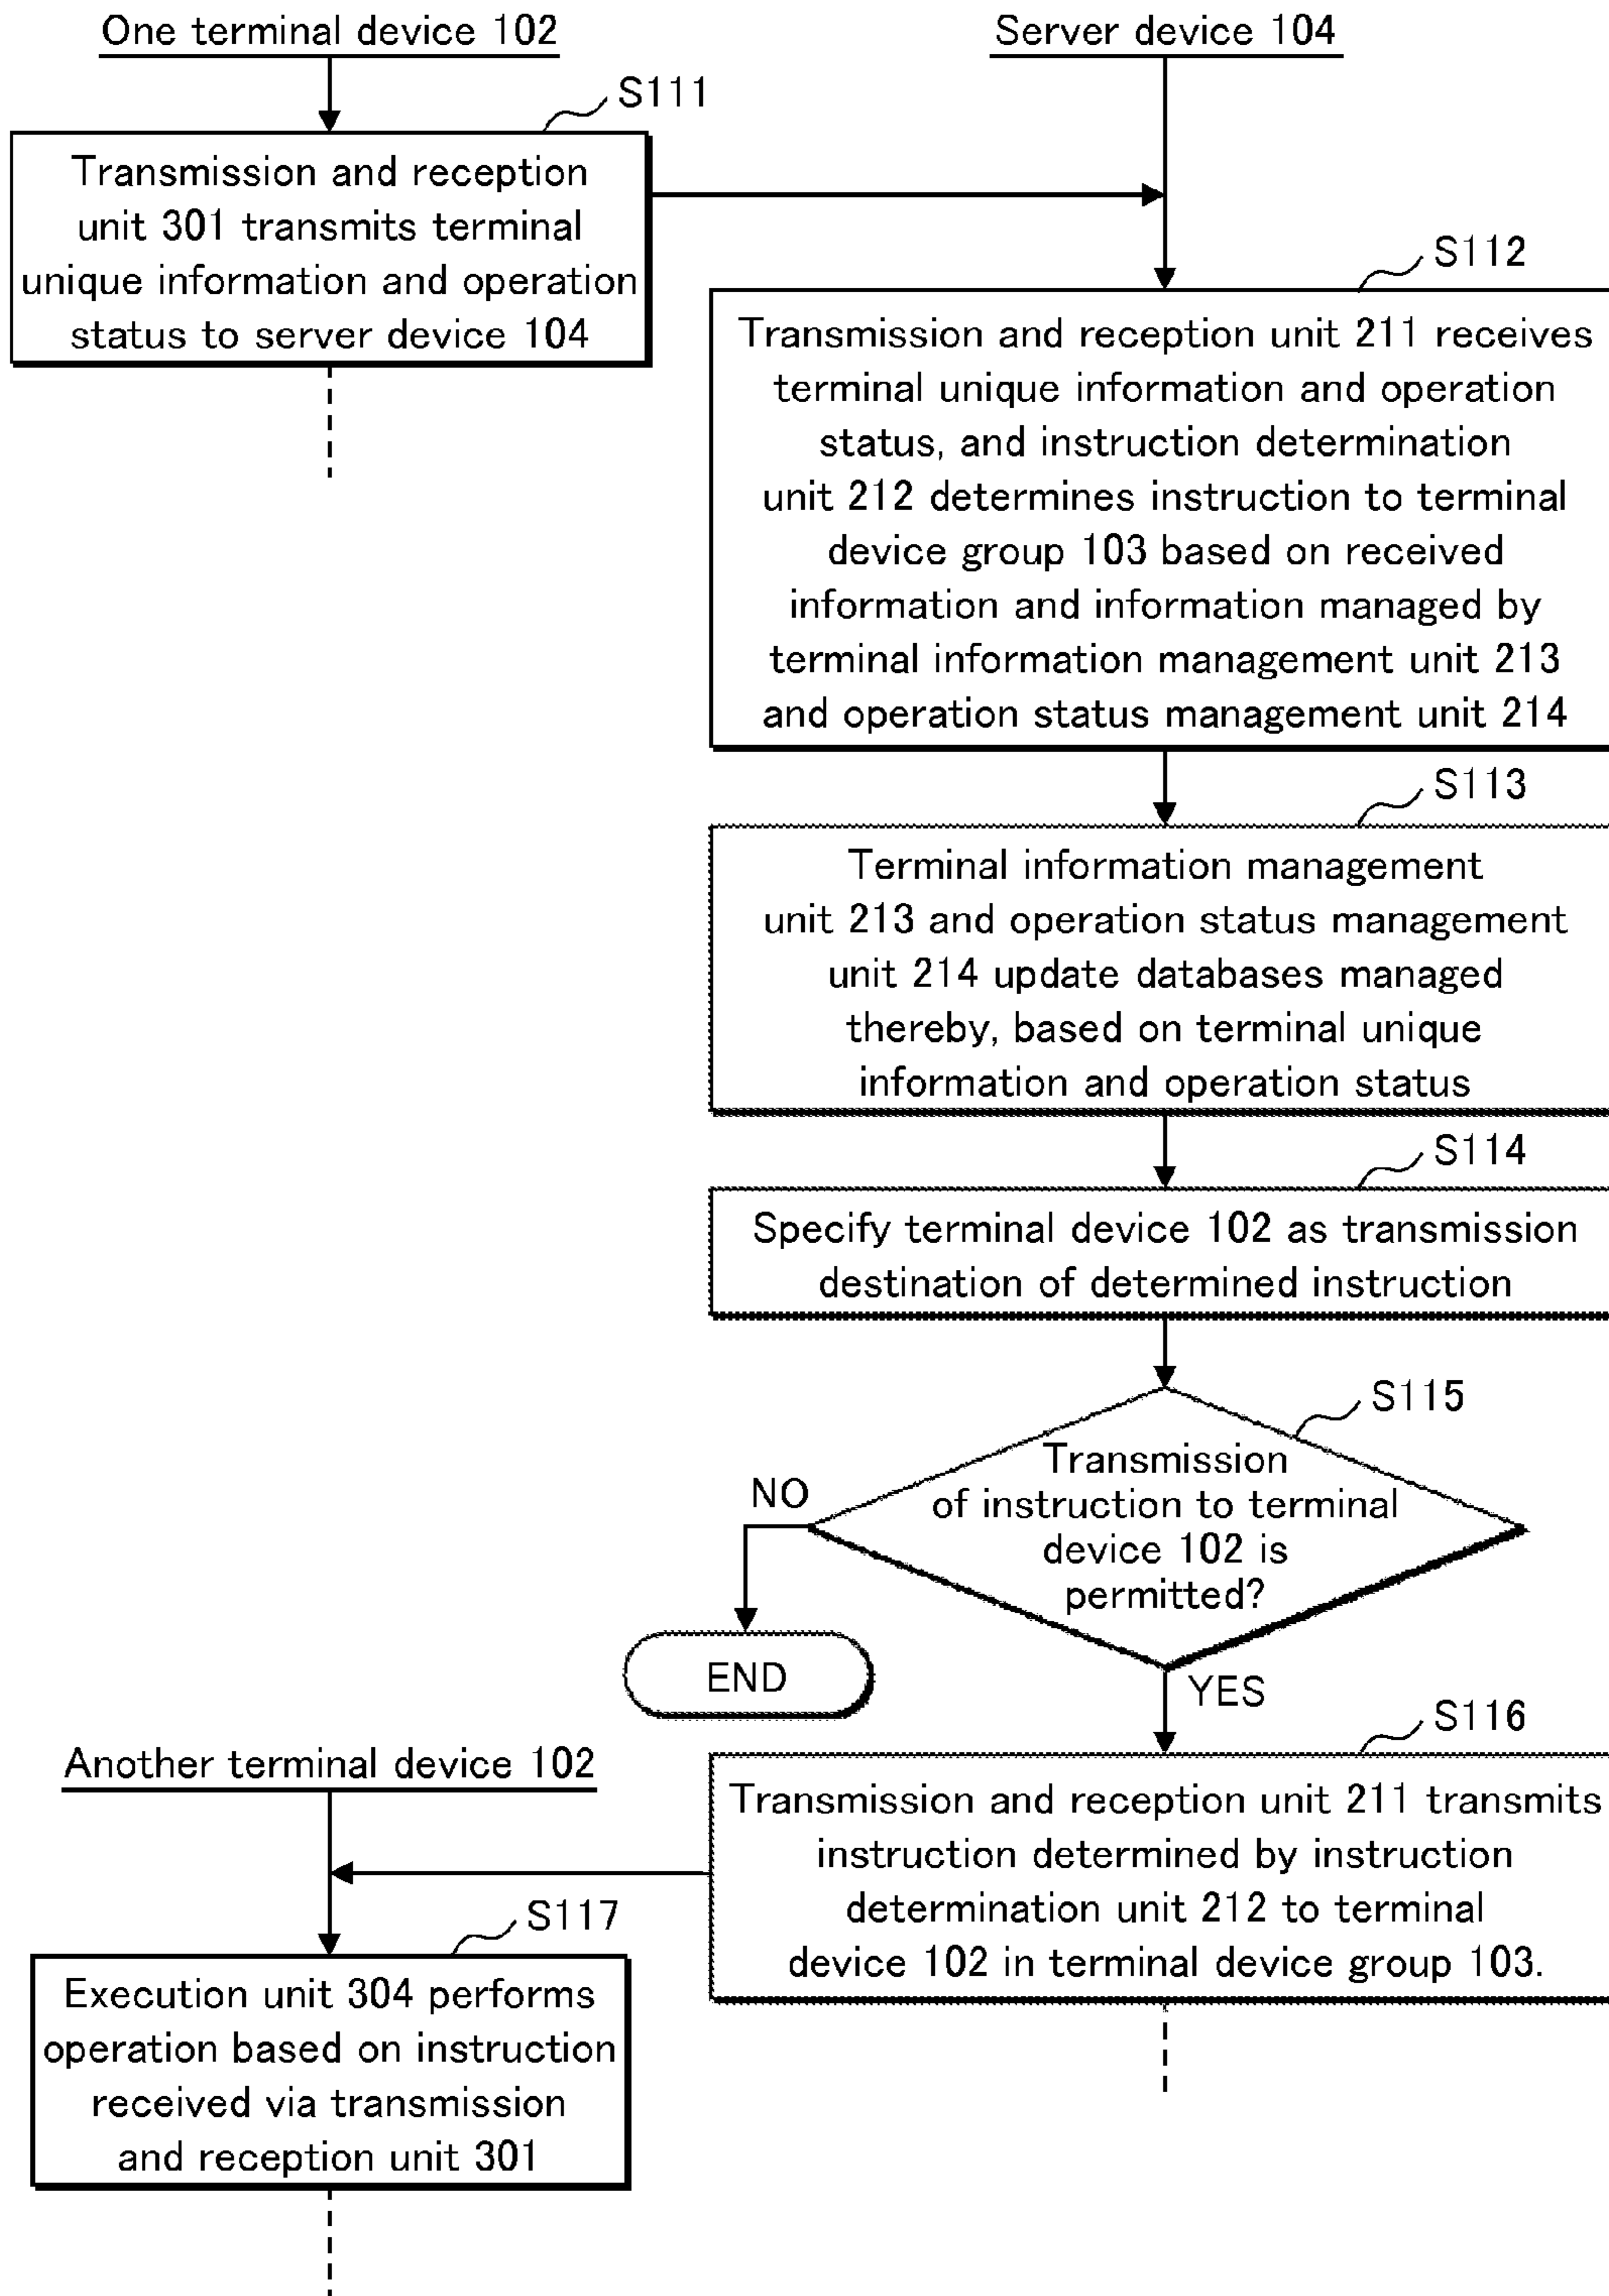 One terminal device 102
Server device 104
S111
Transmission and reception
unit 301 transmits terminal
unique information and operation
status to server device 104
S112
Transmission and reception unit 211 receives
terminal unique information and operation
status, and instruction determination
unit 212 determines instruction to terminal
device group 103 based on received
information and information managed by
terminal information management unit 213
and operation status management unit 214
S113
Terminal information management
unit 213 and operation status management
unit 214 update databases managed
thereby, based on terminal unique
information and operation status
S114
Specify terminal device 102 as transmission
destination of determined instruction
S115
Transmission
of instruction to terminal
device 102 is
permitted?
NO
END
YES
S116
Transmission and reception unit 211 transmits
instruction determined by instruction
determination unit 212 to terminal
device 102 in terminal device group 103.
Another terminal device 102
S117
Execution unit 304 performs
operation based on instruction
received via transmission
and reception unit 301